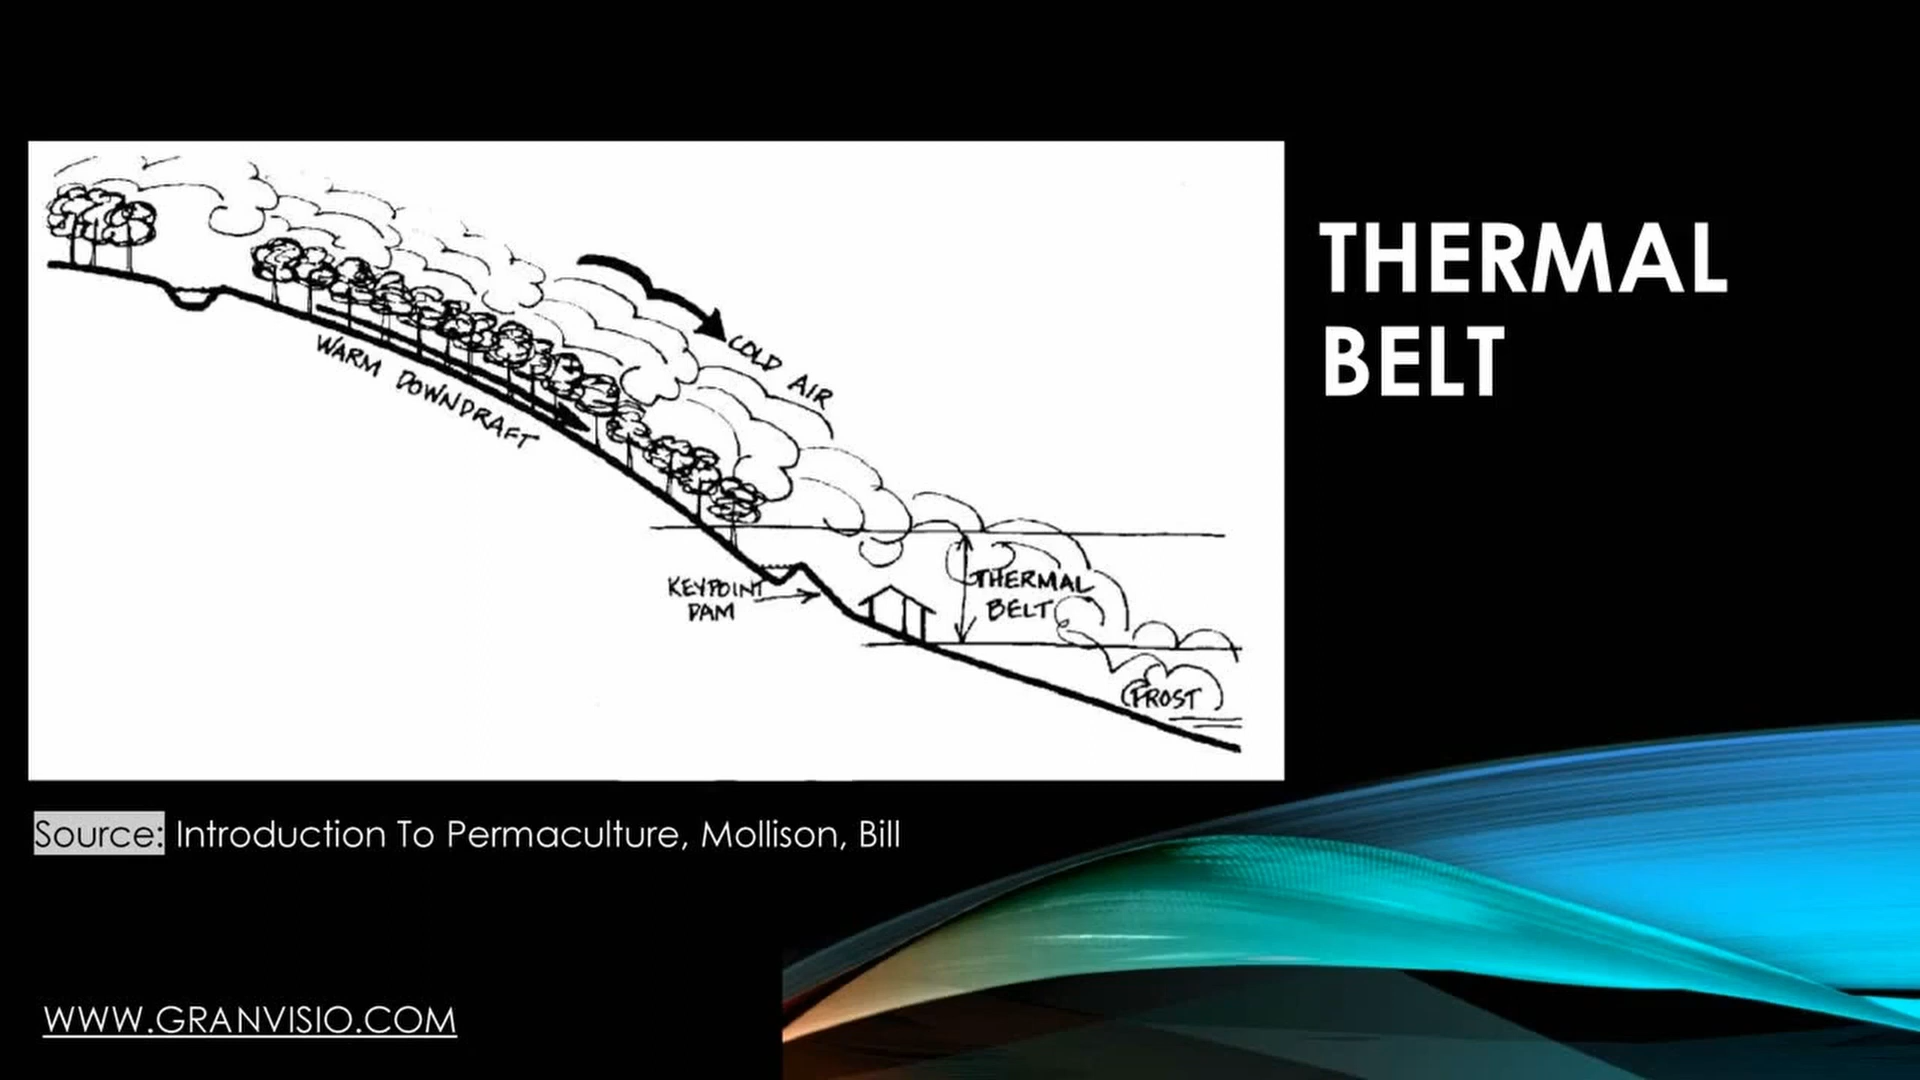 THERMAL
BELT
COLD AIR
WARM DOWNDRAFT
KEYPOINT
DAM
THERMAL
BELT
FROST
Source: Introduction To Permaculture, Mollison, Bill
WWW.GRANVISIO.COM